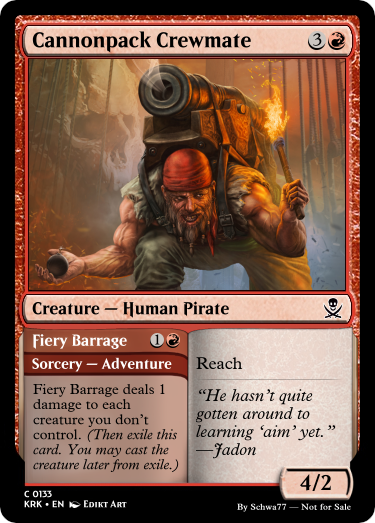 Cannonpack Crewmate 3
Creature — Human Pirate
Fiery Barrage 1
Sorcery — Adventure
Fiery Barrage deals 1
damage to each
creature you don't
control. (Then exile this
card. You may cast the
creature later from exile.)
Reach
“He hasn't quite
gotten around to
learning ‘aim’ yet.”
—Jadon
4/2
C 0133
KRK • EN Edikt Art
By Schwa77 — Not for Sale